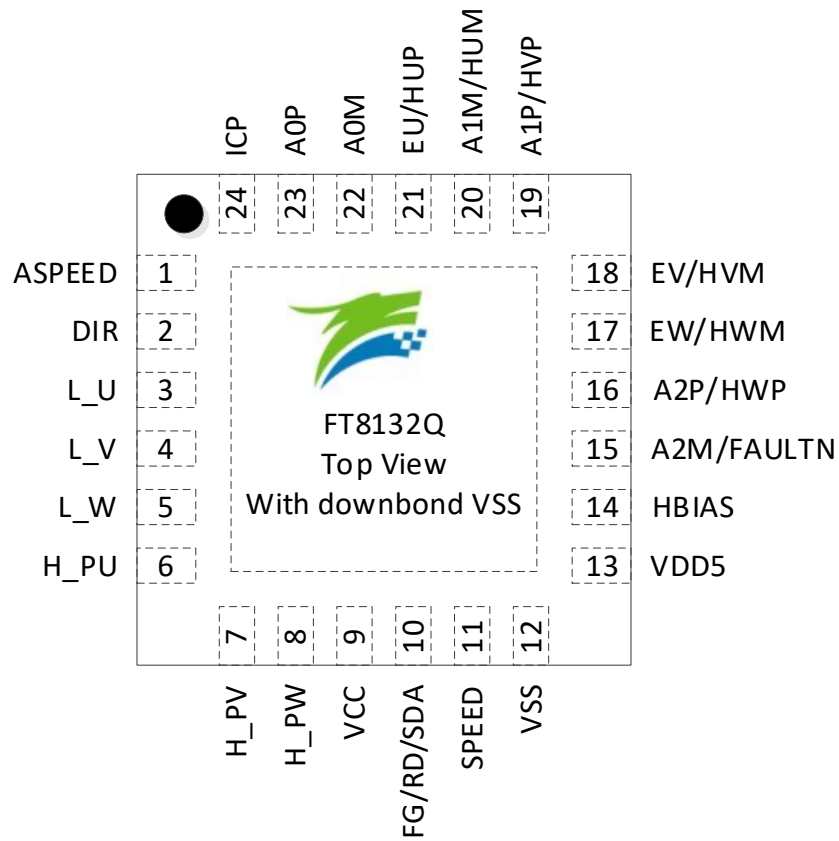 ICP A0P A0M EU/HUP A1M/HUM A1P/HVP
24 23 22 21 20 19
ASPEED 1
18 EV/HVM
DIR 2
17 EW/HWM
L_U 3
16 A2P/HWP
L_V 4
15 A2M/FAULTN
L_W 5
14 HBIAS
H_PU 6
13 VDD5
FT8132Q
Top View
With downbond VSS
7 8 9 10 11 12
H_PV H_PW VCC FG/RD/SDA SPEED VSS